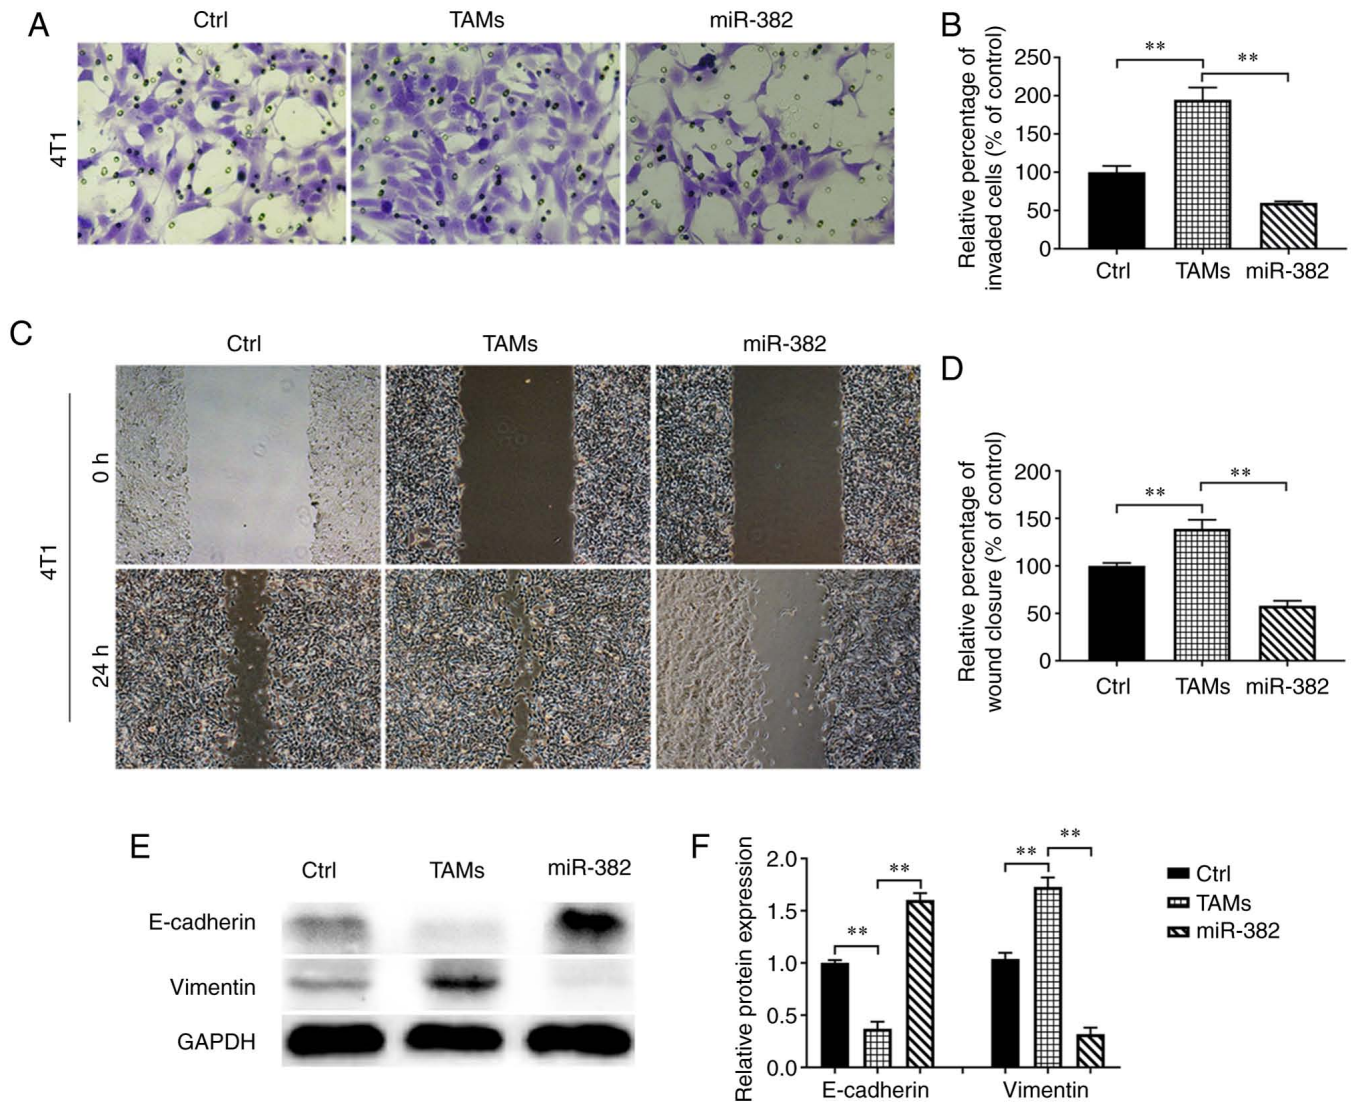 A
Ctrl
TAMs
miR-382
4T1
B
Relative percentage of
invaded cells (% of control)
250
200
150
100
50
0
**
**
Ctrl
TAMs
miR-382
C
Ctrl
TAMs
miR-382
4T1
0 h
24 h
D
Relative percentage of
wound closure (% of control)
200
150
100
50
0
**
**
Ctrl
TAMs
miR-382
E
Ctrl
TAMs
miR-382
E-cadherin
Vimentin
GAPDH
F
Relative protein expression
2.0
1.5
1.0
0.5
0.0
**
**
**
**
E-cadherin
Vimentin
Ctrl
TAMs
miR-382